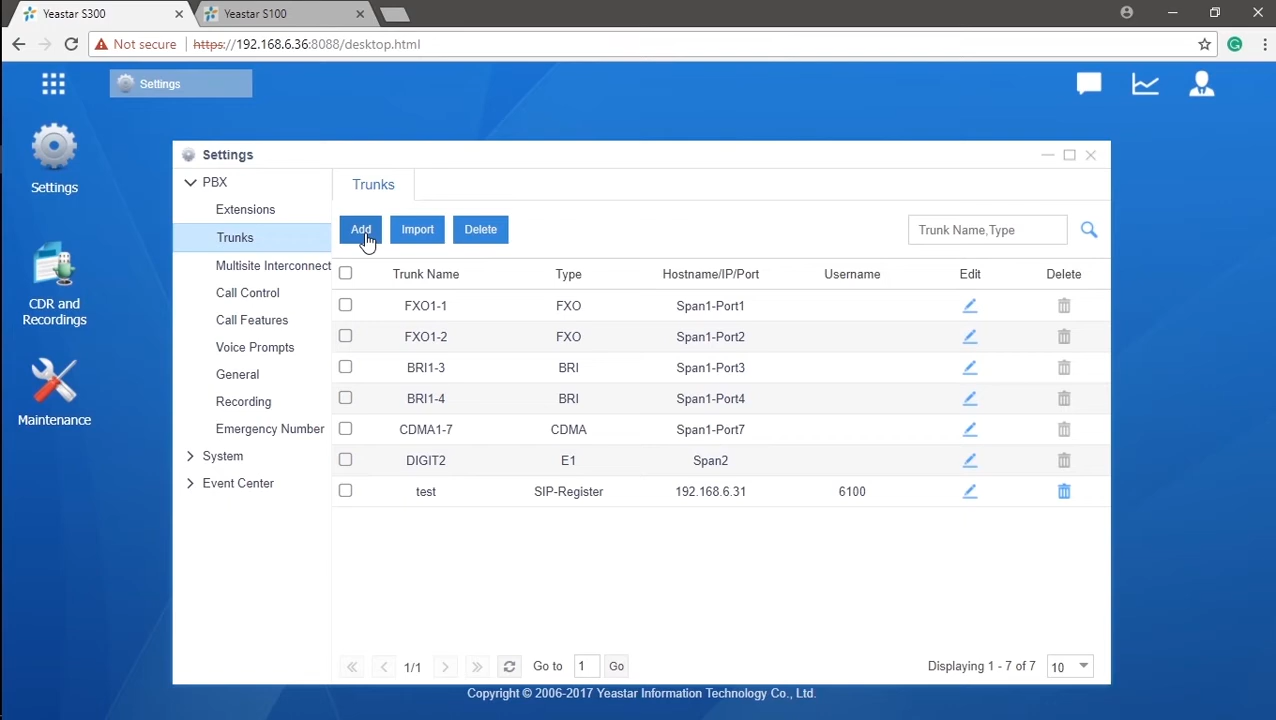 Yeastar S300
Yeastar S100
Not secure https://192.168.6.36:8088/desktop.html
Settings
Settings
CDR and
Recordings
Maintenance
Settings
PBX
Extensions
Trunks
Multisite Interconnect
Call Control
Call Features
Voice Prompts
General
Recording
Emergency Number
System
Event Center
Trunks
Add Import Delete Trunk Name,Type
Trunk Name Type Hostname/IP/Port Username Edit Delete
FXO1-1 FXO Span1-Port1
FXO1-2 FXO Span1-Port2
BRI1-3 BRI Span1-Port3
BRI1-4 BRI Span1-Port4
CDMA1-7 CDMA Span1-Port7
DIGIT2 E1 Span2
test SIP-Register 192.168.6.31 6100
1/1 Go to 1 Go Displaying 1 - 7 of 7 10
Copyright © 2006-2017 Yeastar Information Technology Co., Ltd.